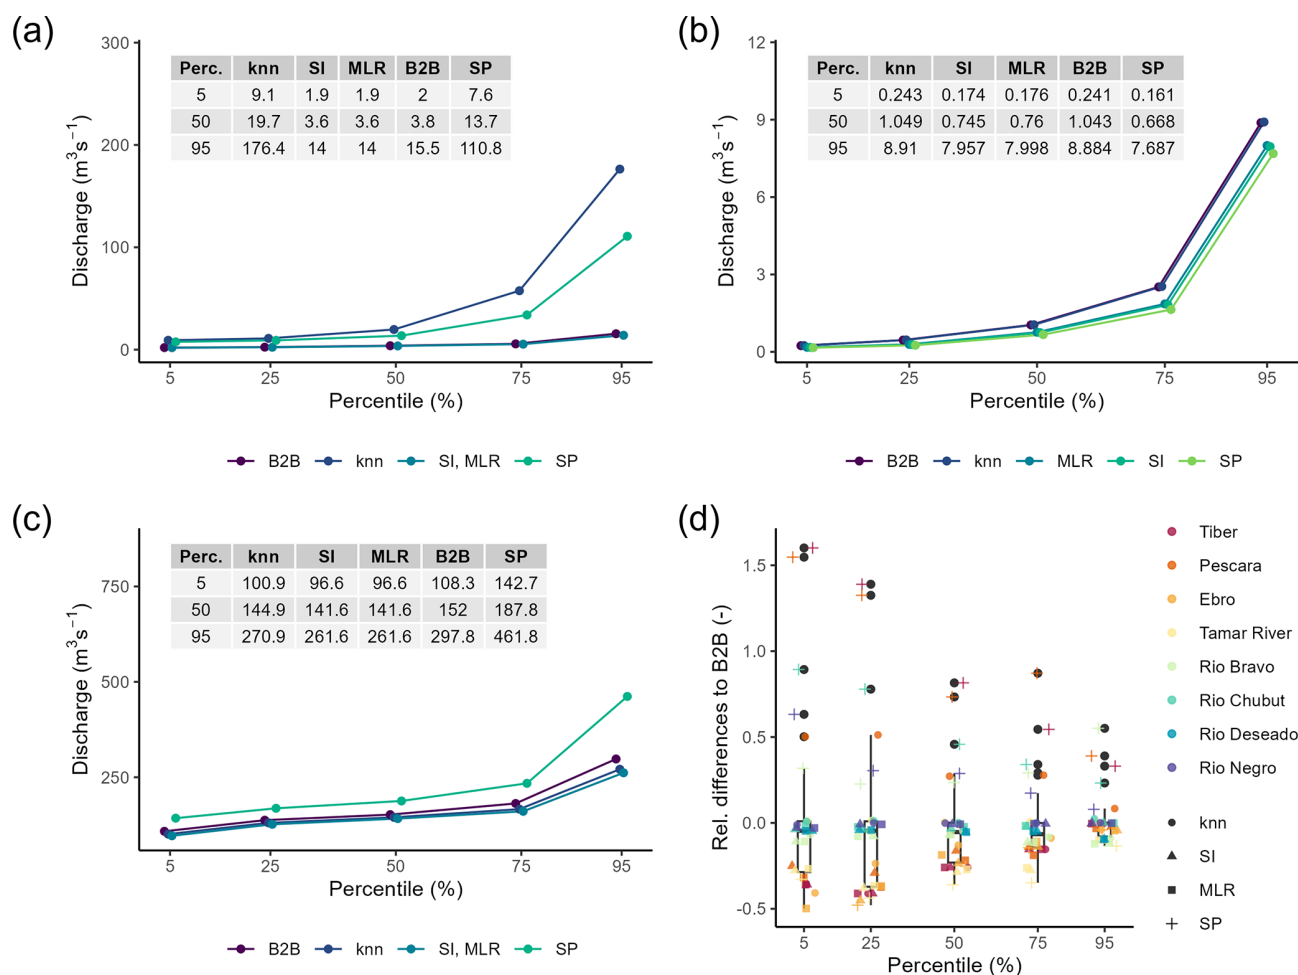 (a)
Discharge (m³s⁻¹)
300
200
100
0
Perc. knn SI MLR B2B SP
5 9.1 1.9 1.9 2 7.6
50 19.7 3.6 3.6 3.8 13.7
95 176.4 14 14 15.5 110.8
5 25 50 75 95
Percentile (%)
B2B knn SI, MLR SP
(b)
Discharge (m³s⁻¹)
12
9
6
3
0
Perc. knn SI MLR B2B SP
5 0.243 0.174 0.176 0.241 0.161
50 1.049 0.745 0.76 1.043 0.668
95 8.91 7.957 7.998 8.884 7.687
5 25 50 75 95
Percentile (%)
B2B knn MLR SI SP
(c)
Discharge (m³s⁻¹)
750
500
250
Perc. knn SI MLR B2B SP
5 100.9 96.6 96.6 108.3 142.7
50 144.9 141.6 141.6 152 187.8
95 270.9 261.6 261.6 297.8 461.8
5 25 50 75 95
Percentile (%)
B2B knn SI, MLR SP
(d)
Rel. differences to B2B (-)
1.5
1.0
0.5
0.0
-0.5
5 25 50 75 95
Percentile (%)
Tiber
Pescara
Ebro
Tamar River
Rio Bravo
Rio Chubut
Rio Deseado
Rio Negro
knn
SI
MLR
SP